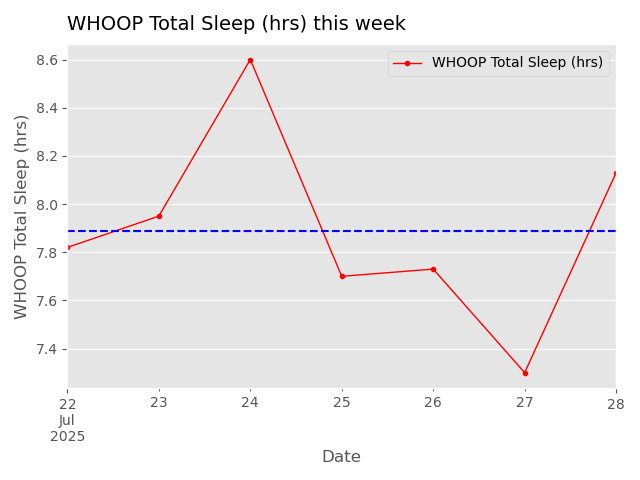 WHOOP Total Sleep (hrs) this week
WHOOP Total Sleep (hrs)
WHOOP Total Sleep (hrs)
8.6
8.4
8.2
8.0
7.8
7.6
7.4
22 23 24 25 26 27 28
Jul
2025
Date